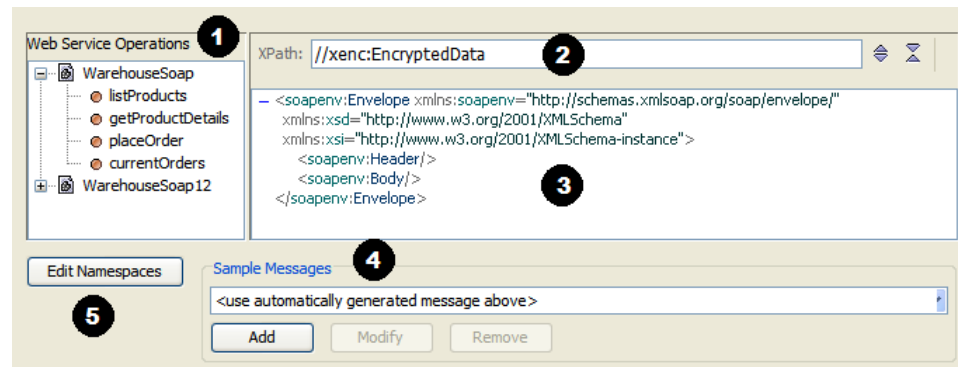 Web Service Operations 1
WarehouseSoap
listProducts
getProductDetails
placeOrder
currentOrders
WarehouseSoap12
XPath: //xenc:EncryptedData 2
– <soapenv:Envelope xmlns:soapenv="http://schemas.xmlsoap.org/soap/envelope/"
xmlns:xsd="http://www.w3.org/2001/XMLSchema"
xmlns:xsi="http://www.w3.org/2001/XMLSchema-instance">
<soapenv:Header/>
<soapenv:Body/>
</soapenv:Envelope>
3
Edit Namespaces
5
Sample Messages 4
<use automatically generated message above>
Add Modify Remove